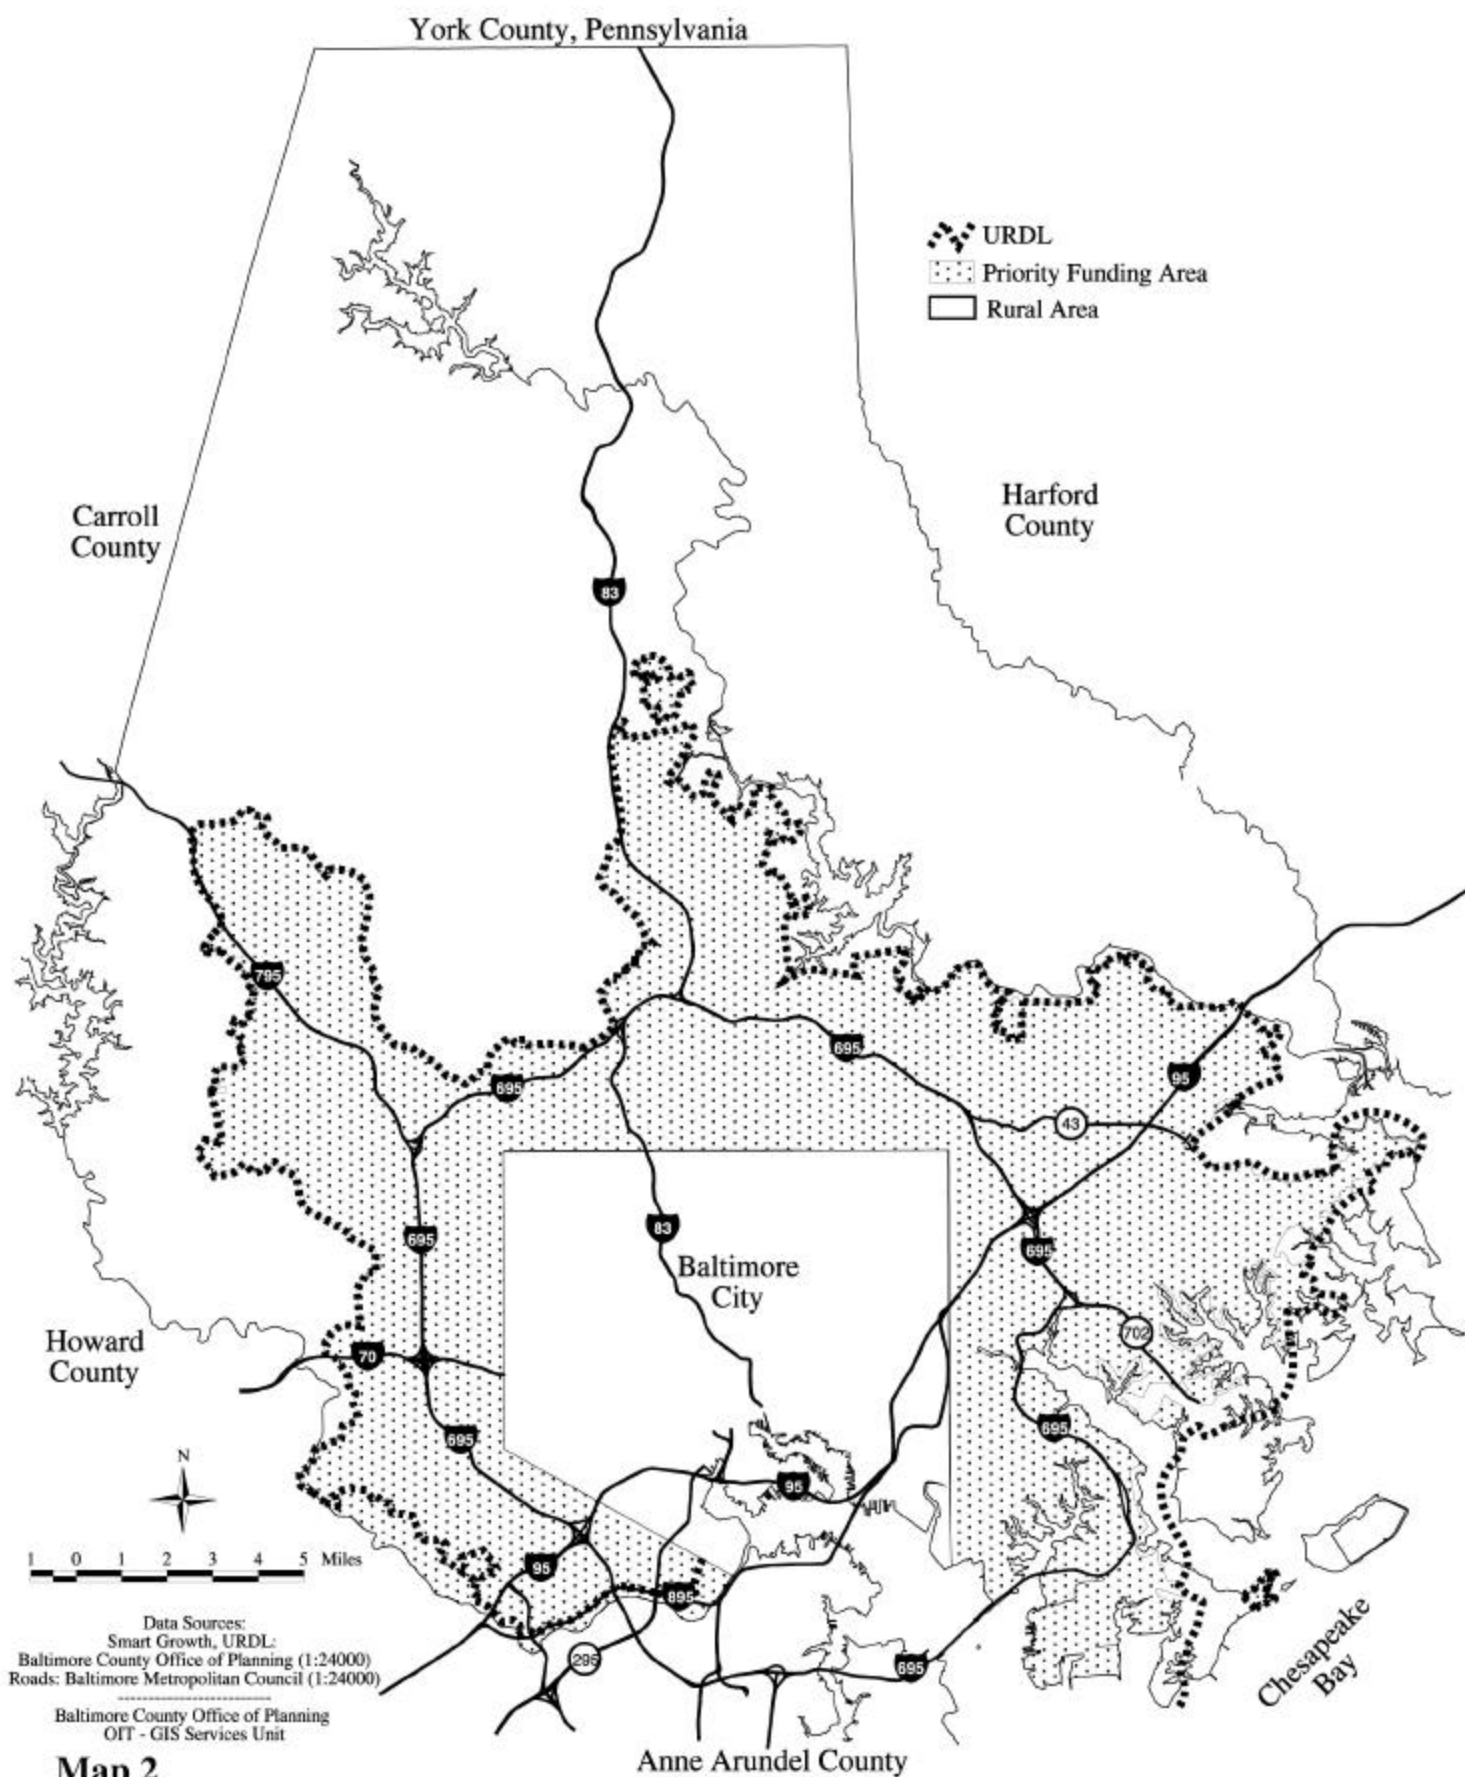 York County, Pennsylvania
URDL
Priority Funding Area
Rural Area
Carroll
County
Harford
County
83
795
695
695
95
43
83
695
695
Baltimore
City
702
Howard
County
70
695
695
N
95
1 0 1 2 3 4 5 Miles
95
895
Data Sources:
Smart Growth, URDL:
Baltimore County Office of Planning (1:24000)
Roads: Baltimore Metropolitan Council (1:24000)
--------------------------
Baltimore County Office of Planning
OIT - GIS Services Unit
295
695
Chesapeake
Bay
Map 2
Anne Arundel County